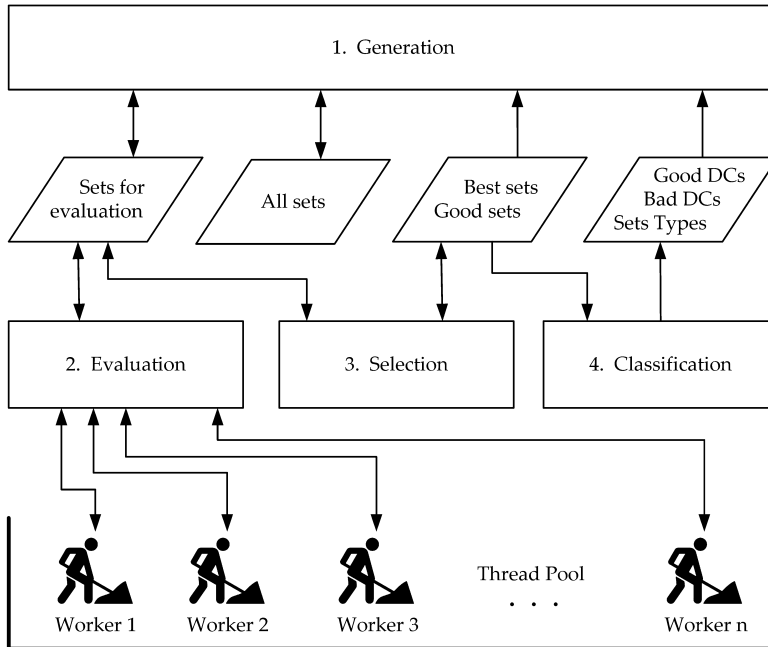 1. Generation
Sets for
evaluation
All sets
Best sets
Good sets
Good DCs
Bad DCs
Sets Types
2. Evaluation
3. Selection
4. Classification
Thread Pool
. . .
Worker 1
Worker 2
Worker 3
Worker n